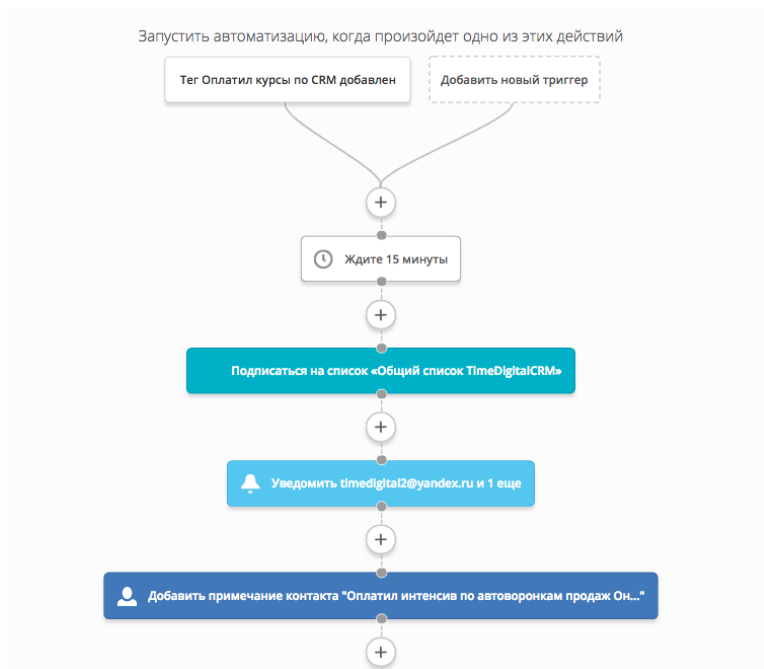 Запустить автоматизацию, когда произойдет одно из этих действий
Тег Оплатил курсы по CRM добавлен
Добавить новый триггер
Ждите 15 минуты
Подписаться на список «Общий список TimeDigitalCRM»
Уведомить timedigital2@yandex.ru и 1 еще
Добавить примечание контакта "Оплатил интенсив по автоворонкам продаж Он..."